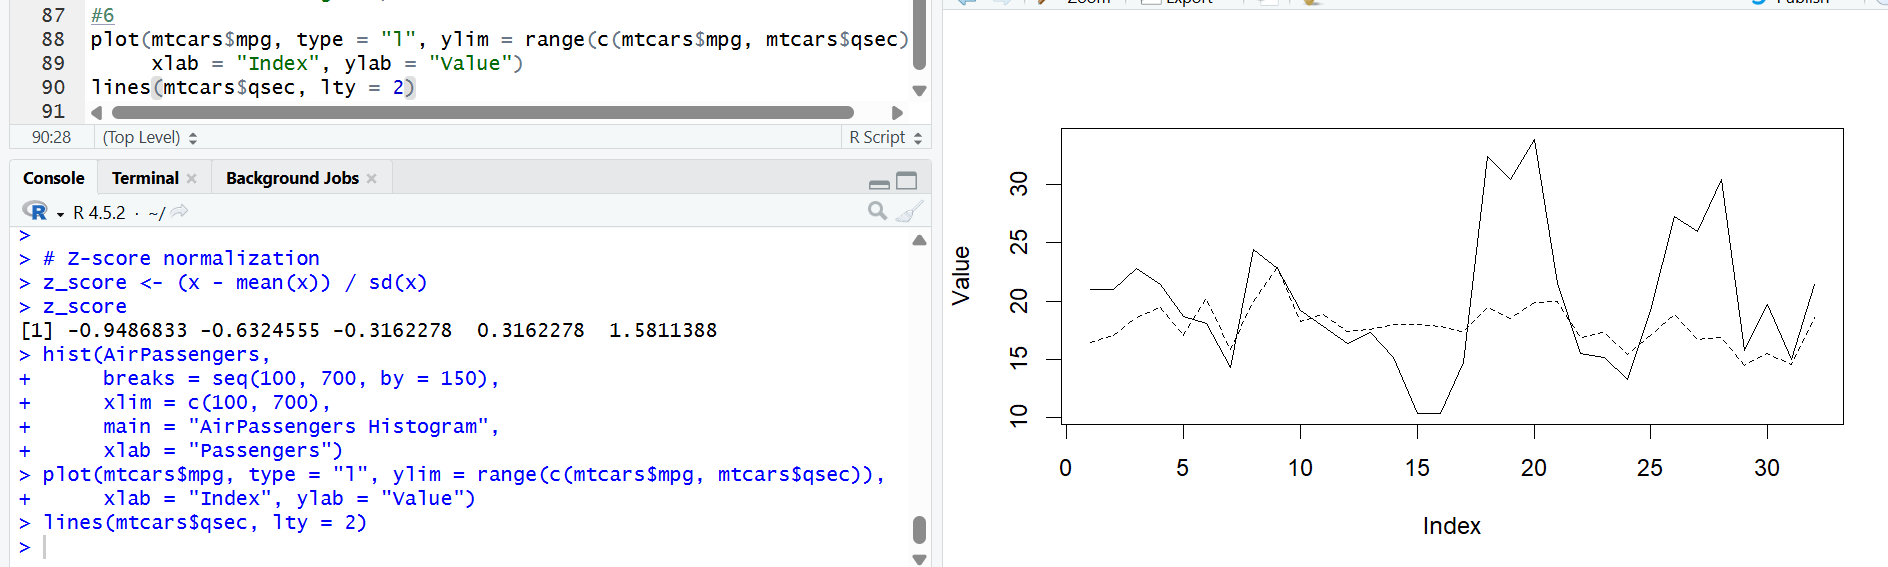 Zoom Export Publish
87 #6
88 plot(mtcars$mpg, type = "l", ylim = range(c(mtcars$mpg, mtcars$qsec)
89 xlab = "Index", ylab = "Value")
90 lines(mtcars$qsec, lty = 2)
91
90:28 (Top Level) R Script
Console Terminal Background Jobs
R R 4.5.2 · ~/
>
> # Z-score normalization
> z_score <- (x - mean(x)) / sd(x)
> z_score
[1] -0.9486833 -0.6324555 -0.3162278 0.3162278 1.5811388
> hist(AirPassengers,
+ breaks = seq(100, 700, by = 150),
+ xlim = c(100, 700),
+ main = "AirPassengers Histogram",
+ xlab = "Passengers")
> plot(mtcars$mpg, type = "l", ylim = range(c(mtcars$mpg, mtcars$qsec)),
+ xlab = "Index", ylab = "Value")
> lines(mtcars$qsec, lty = 2)
>
Value
30
25
20
15
10
0 5 10 15 20 25 30
Index